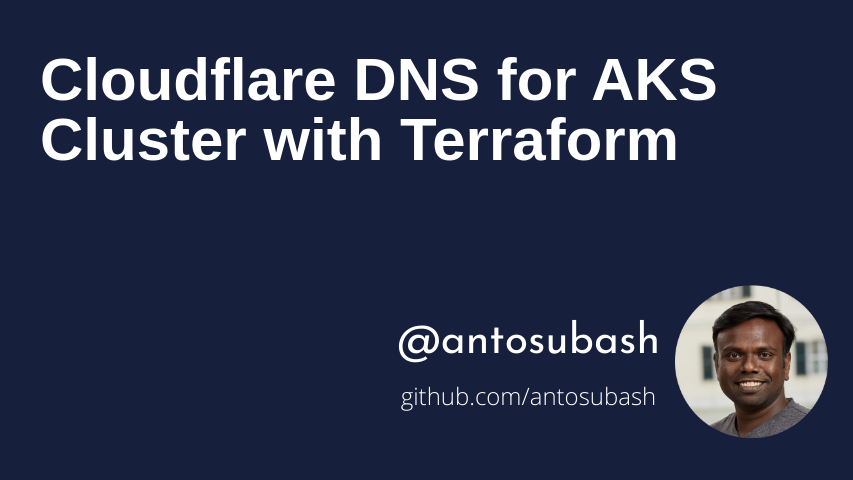 Cloudflare DNS for AKS
Cluster with Terraform
@antosubash
github.com/antosubash